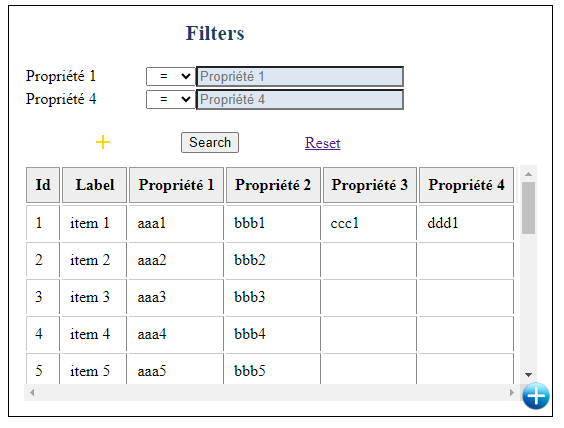 Filters
Propriété 1 = Propriété 1
Propriété 4 = Propriété 4
+ Search Reset
Id Label Propriété 1 Propriété 2 Propriété 3 Propriété 4
1 item 1 aaa1 bbb1 ccc1 ddd1
2 item 2 aaa2 bbb2
3 item 3 aaa3 bbb3
4 item 4 aaa4 bbb4
5 item 5 aaa5 bbb5